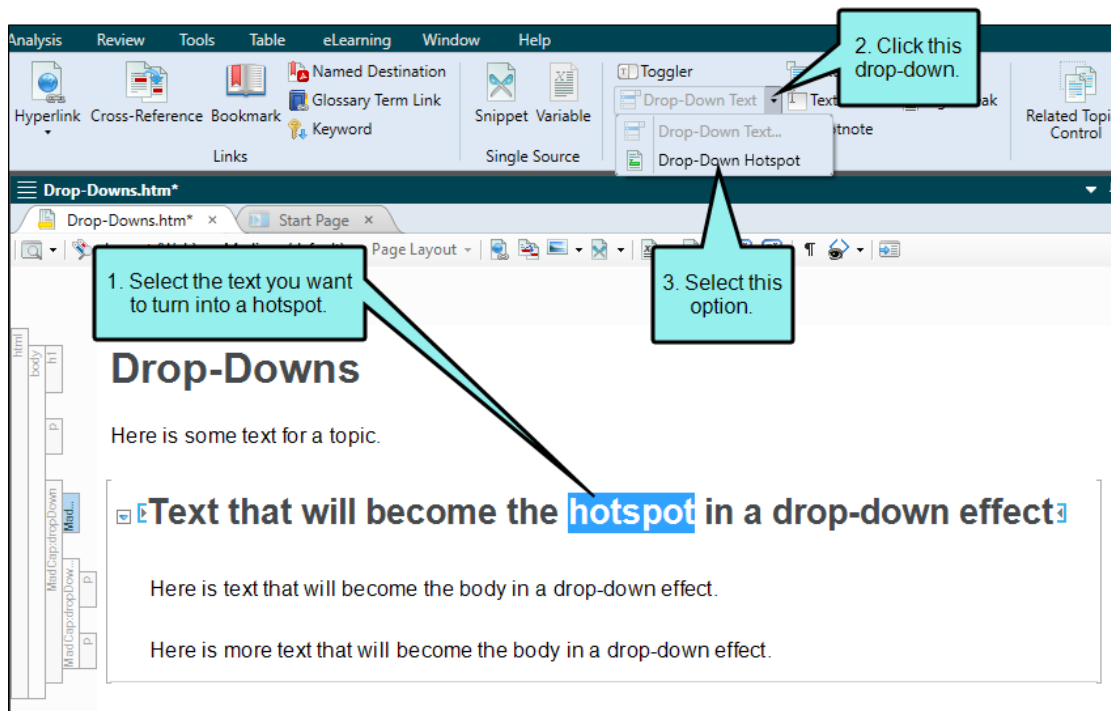 Analysis Review Tools Table eLearning Window Help
2. Click this
drop-down.
Named Destination
Toggler
Glossary Term Link
Drop-Down Text
Text
Hyperlink Cross-Reference Bookmark
Keyword
Snippet Variable
Drop-Down Text...
Related Topi
Control
Drop-Down Hotspot
Links
Single Source
Drop-Downs.htm*
Drop-Downs.htm* × Start Page ×
Page Layout
1. Select the text you want
to turn into a hotspot.
3. Select this
option.
html
body
h1
Drop-Downs
p
Here is some text for a topic.
MadCap:dropDown
Mad...
Text that will become the hotspot in a drop-down effect
MadCap:dropDow...
p
Here is text that will become the body in a drop-down effect.
p
Here is more text that will become the body in a drop-down effect.